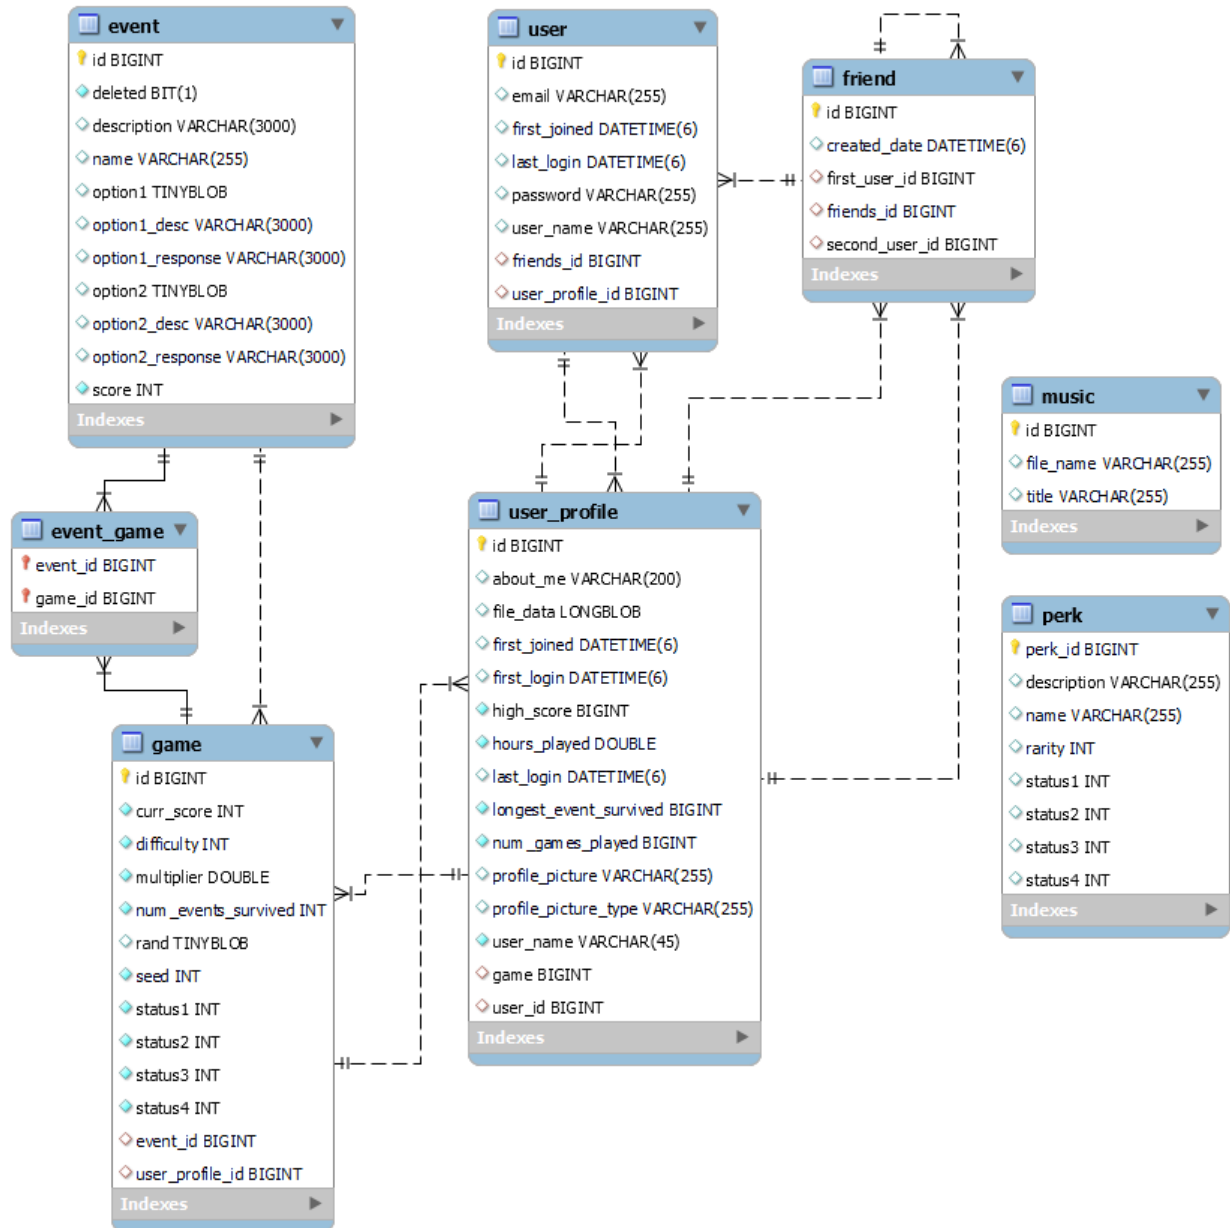 event
id BIGINT
deleted BIT(1)
description VARCHAR(3000)
name VARCHAR(255)
option1 TINYBLOB
option1_desc VARCHAR(3000)
option1_response VARCHAR(3000)
option2 TINYBLOB
option2_desc VARCHAR(3000)
option2_response VARCHAR(3000)
score INT
Indexes
user
id BIGINT
email VARCHAR(255)
first_joined DATETIME(6)
last_login DATETIME(6)
password VARCHAR(255)
user_name VARCHAR(255)
friends_id BIGINT
user_profile_id BIGINT
Indexes
friend
id BIGINT
created_date DATETIME(6)
first_user_id BIGINT
friends_id BIGINT
second_user_id BIGINT
Indexes
music
id BIGINT
file_name VARCHAR(255)
title VARCHAR(255)
Indexes
event_game
event_id BIGINT
game_id BIGINT
Indexes
user_profile
id BIGINT
about_me VARCHAR(200)
file_data LONGBLOB
first_joined DATETIME(6)
first_login DATETIME(6)
high_score BIGINT
hours_played DOUBLE
last_login DATETIME(6)
longest_event_survived BIGINT
num_games_played BIGINT
profile_picture VARCHAR(255)
profile_picture_type VARCHAR(255)
user_name VARCHAR(45)
game BIGINT
user_id BIGINT
Indexes
perk
perk_id BIGINT
description VARCHAR(255)
name VARCHAR(255)
rarity INT
status1 INT
status2 INT
status3 INT
status4 INT
Indexes
game
id BIGINT
curr_score INT
difficulty INT
multiplier DOUBLE
num_events_survived INT
rand TINYBLOB
seed INT
status1 INT
status2 INT
status3 INT
status4 INT
event_id BIGINT
user_profile_id BIGINT
Indexes